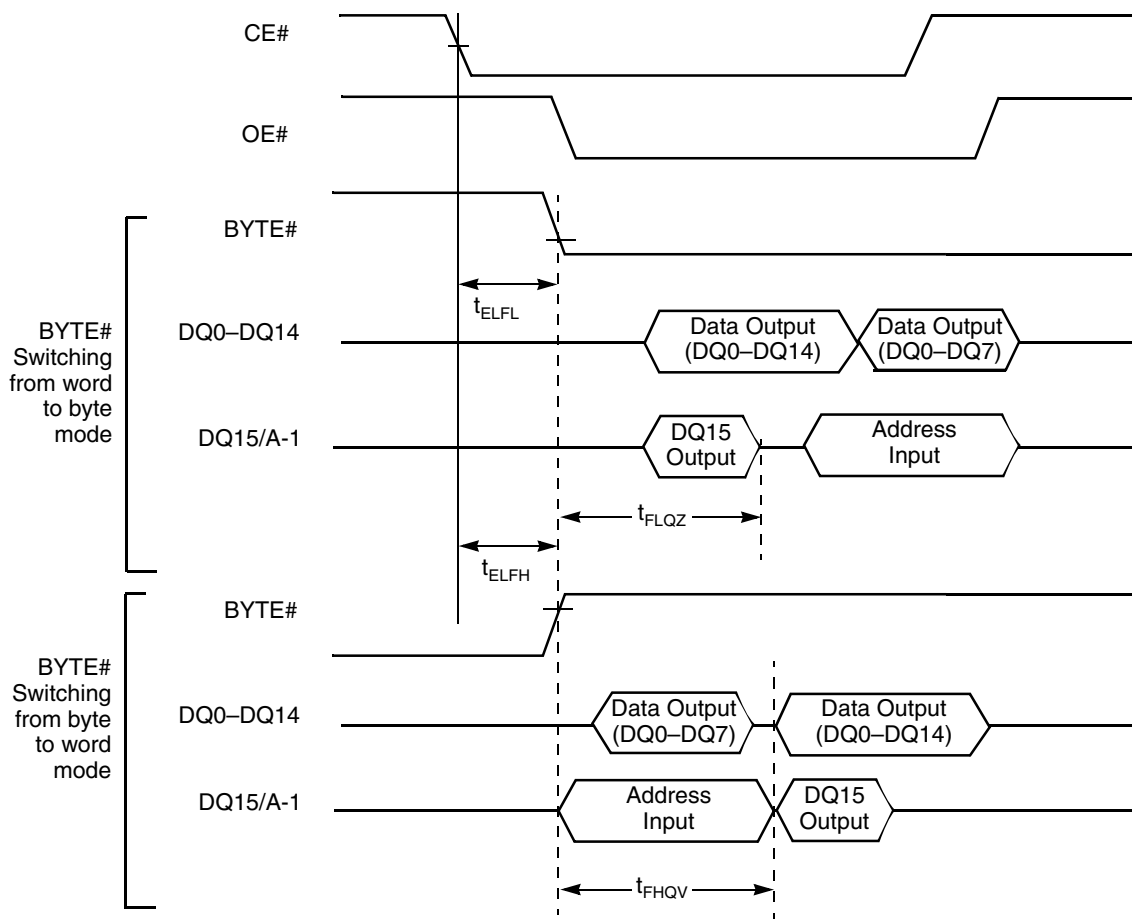 CE#
OE#
BYTE#
Switching
from word
to byte
mode
BYTE#
tELFL
DQ0–DQ14
Data Output
(DQ0–DQ14)
Data Output
(DQ0–DQ7)
DQ15/A-1
DQ15
Output
Address
Input
tFLQZ
tELFH
BYTE#
Switching
from byte
to word
mode
BYTE#
DQ0–DQ14
Data Output
(DQ0–DQ7)
Data Output
(DQ0–DQ14)
DQ15/A-1
Address
Input
DQ15
Output
tFHQV